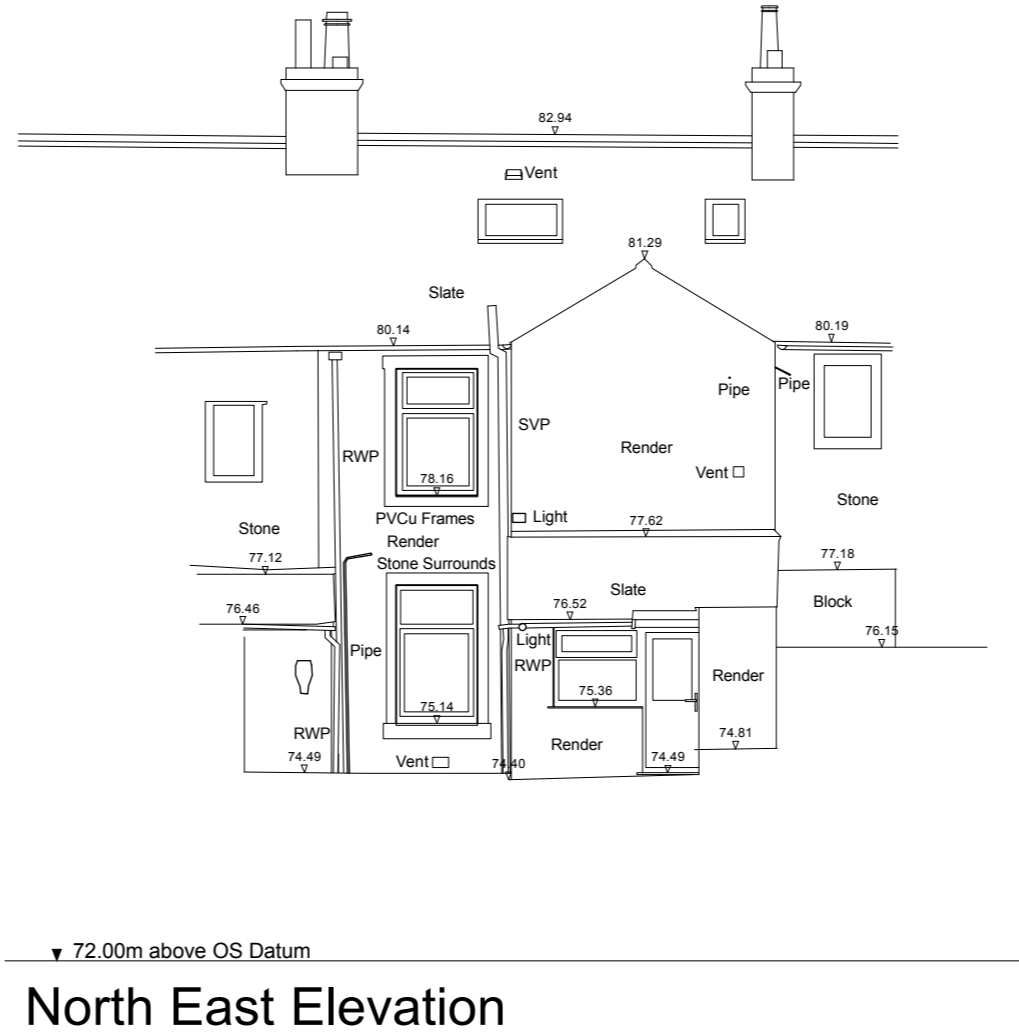 82.94
Vent
81.29
Slate
80.14
80.19
Pipe
Pipe
SVP
RWP
Render
Vent
78.16
Stone
PVCu Frames
Light
Stone
77.62
Render
77.12
Stone Surrounds
77.18
Slate
Block
76.46
76.52
76.15
Light
Pipe
RWP
Render
75.36
75.14
RWP
74.81
Render
74.49
Vent
74.40
74.49
72.00m above OS Datum
North East Elevation